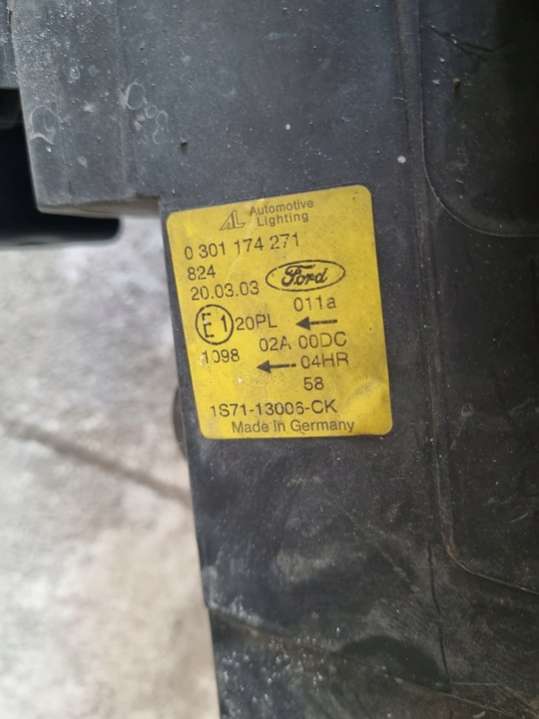 AL Automotive
Lighting
0 301 174 271
824
20.03.03
Ford
011a
E1 20PL
1098
02A 00DC
04HR
58
1S71-13006-CK
Made in Germany